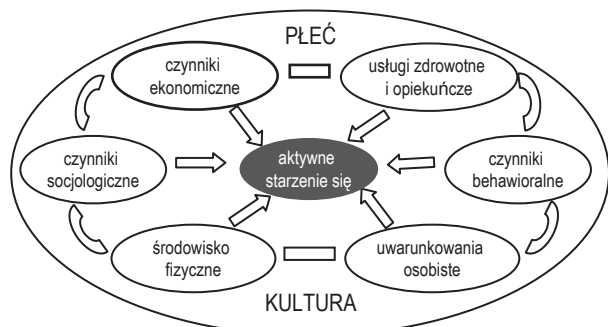 PŁEĆ
czynniki
ekonomiczne
usługi zdrowotne
i opiekuńcze
czynniki
socjologiczne
aktywne
starzenie się
czynniki
behawioralne
środowisko
fizyczne
uwarunkowania
osobiste
KULTURA